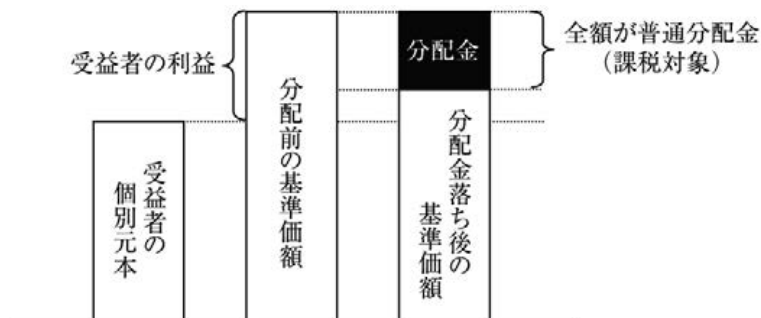 受益者の利益
分配金
全額が普通分配金
（課税対象）
受益者の
個別元本
分配前の基準価額
分配金落ち後の
基準価額